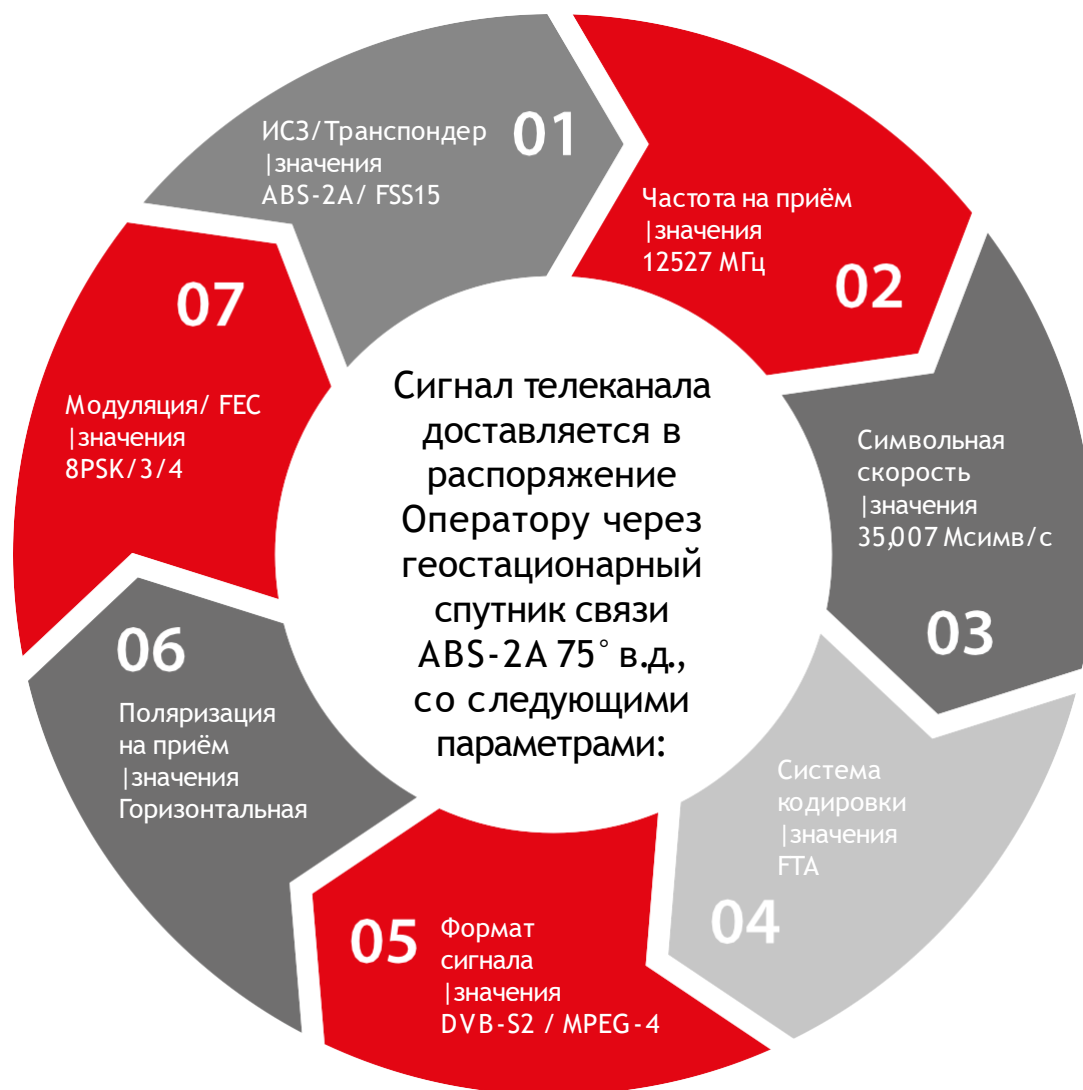 Сигнал телеканала
доставляется в
распоряжение
Оператору через
геостационарный
спутник связи
ABS-2A 75° в.д.,
со следующими
параметрами:
01
ИСЗ/Транспондер
|значения
ABS-2A/ FSS15
02
Частота на приём
|значения
12527 МГц
03
Символьная
скорость
|значения
35,007 Мсимв/с
04
Система
кодировки
|значения
FTA
05
Формат
сигнала
|значения
DVB-S2 / MPEG-4
06
Поляризация
на приём
|значения
Горизонтальная
07
Модуляция/ FEC
|значения
8PSK/3/4